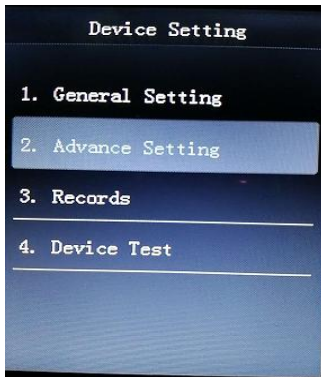 Device Setting
1. General Setting
2. Advance Setting
3. Records
4. Device Test